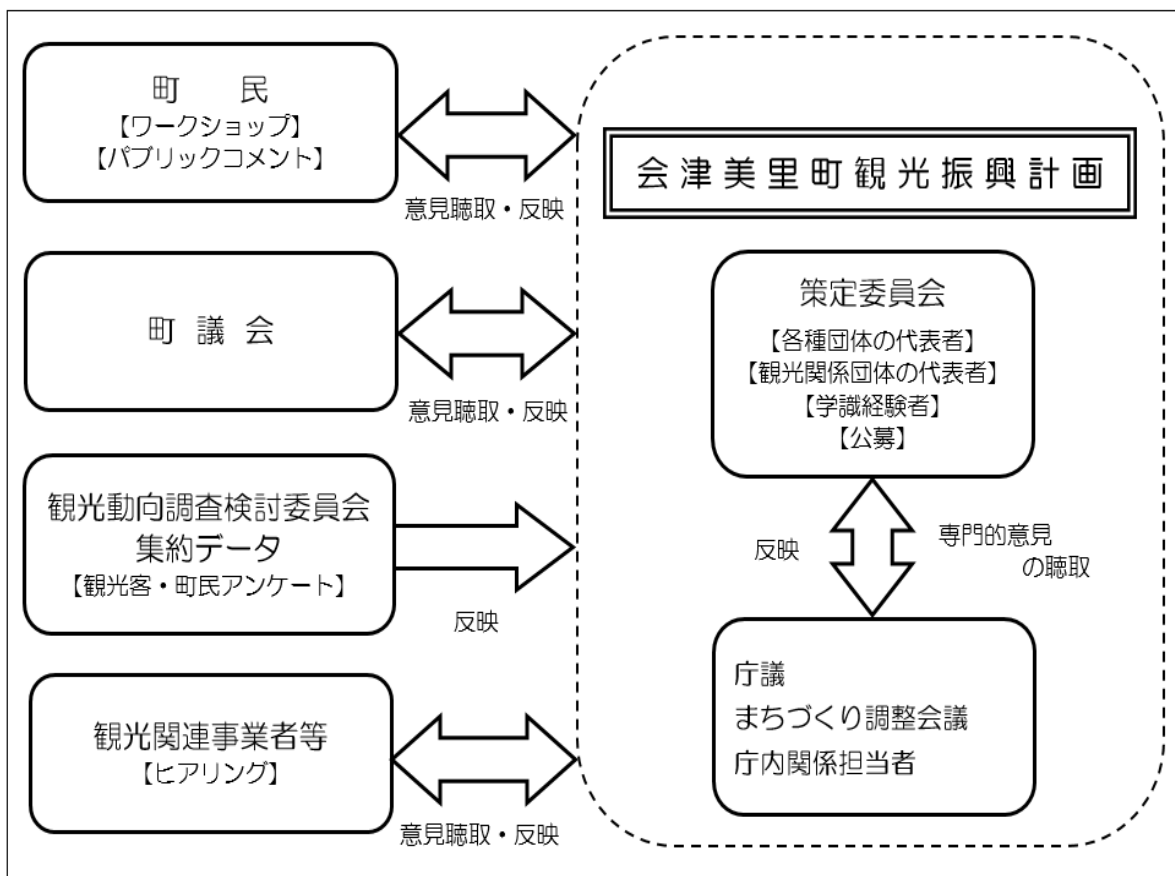 町　　民
【ワークショップ】
【パブリックコメント】
意見聴取・反映
町 議 会
意見聴取・反映
観光動向調査検討委員会
集約データ
【観光客・町民アンケート】
反映
観光関連事業者等
【ヒアリング】
意見聴取・反映
会津美里町観光振興計画
策定委員会
【各種団体の代表者】
【観光関係団体の代表者】
【学識経験者】
【公募】
反映
専門的意見
の聴取
庁議
まちづくり調整会議
庁内関係担当者